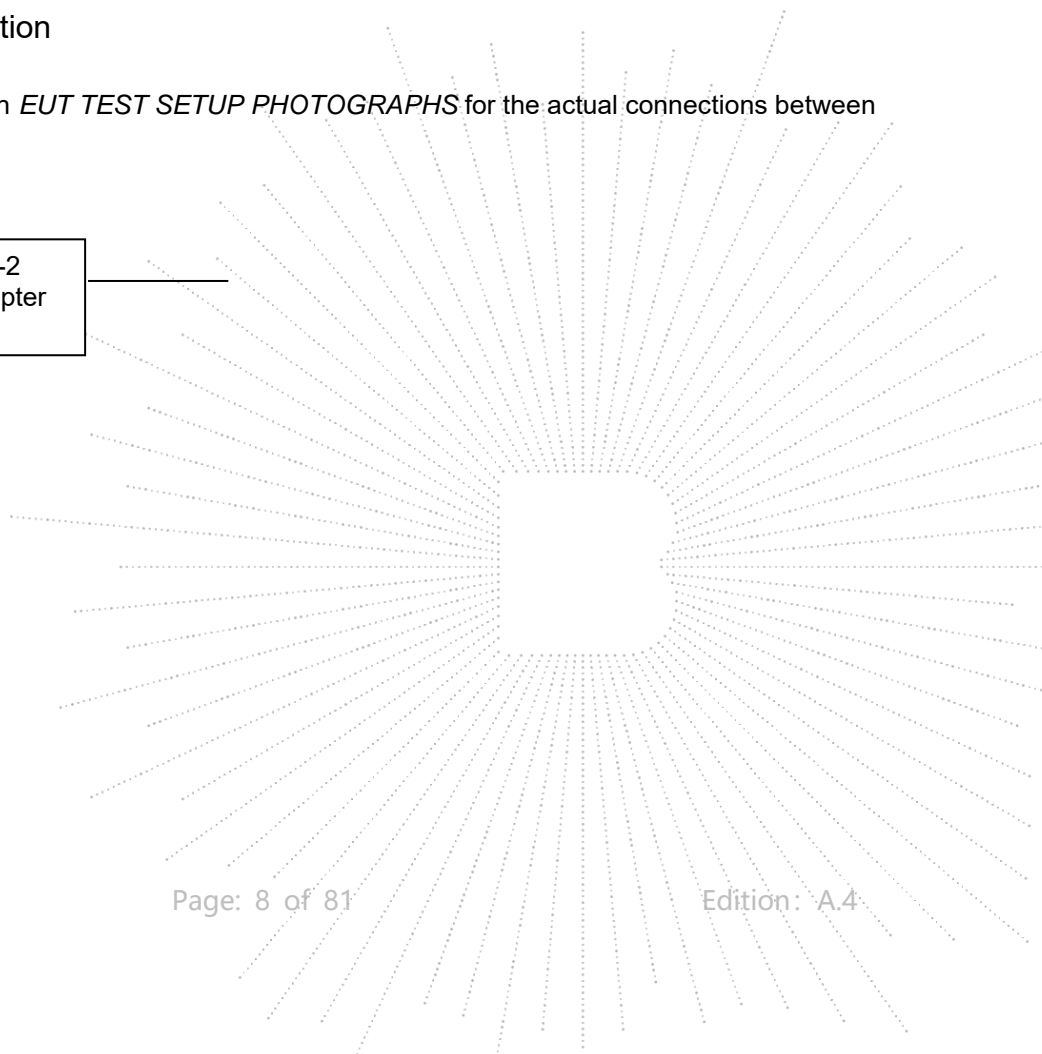 tion
n EUT TEST SETUP PHOTOGRAPHS for the actual connections between
-2
pter
Page: 8 of 81 Edition: A.4